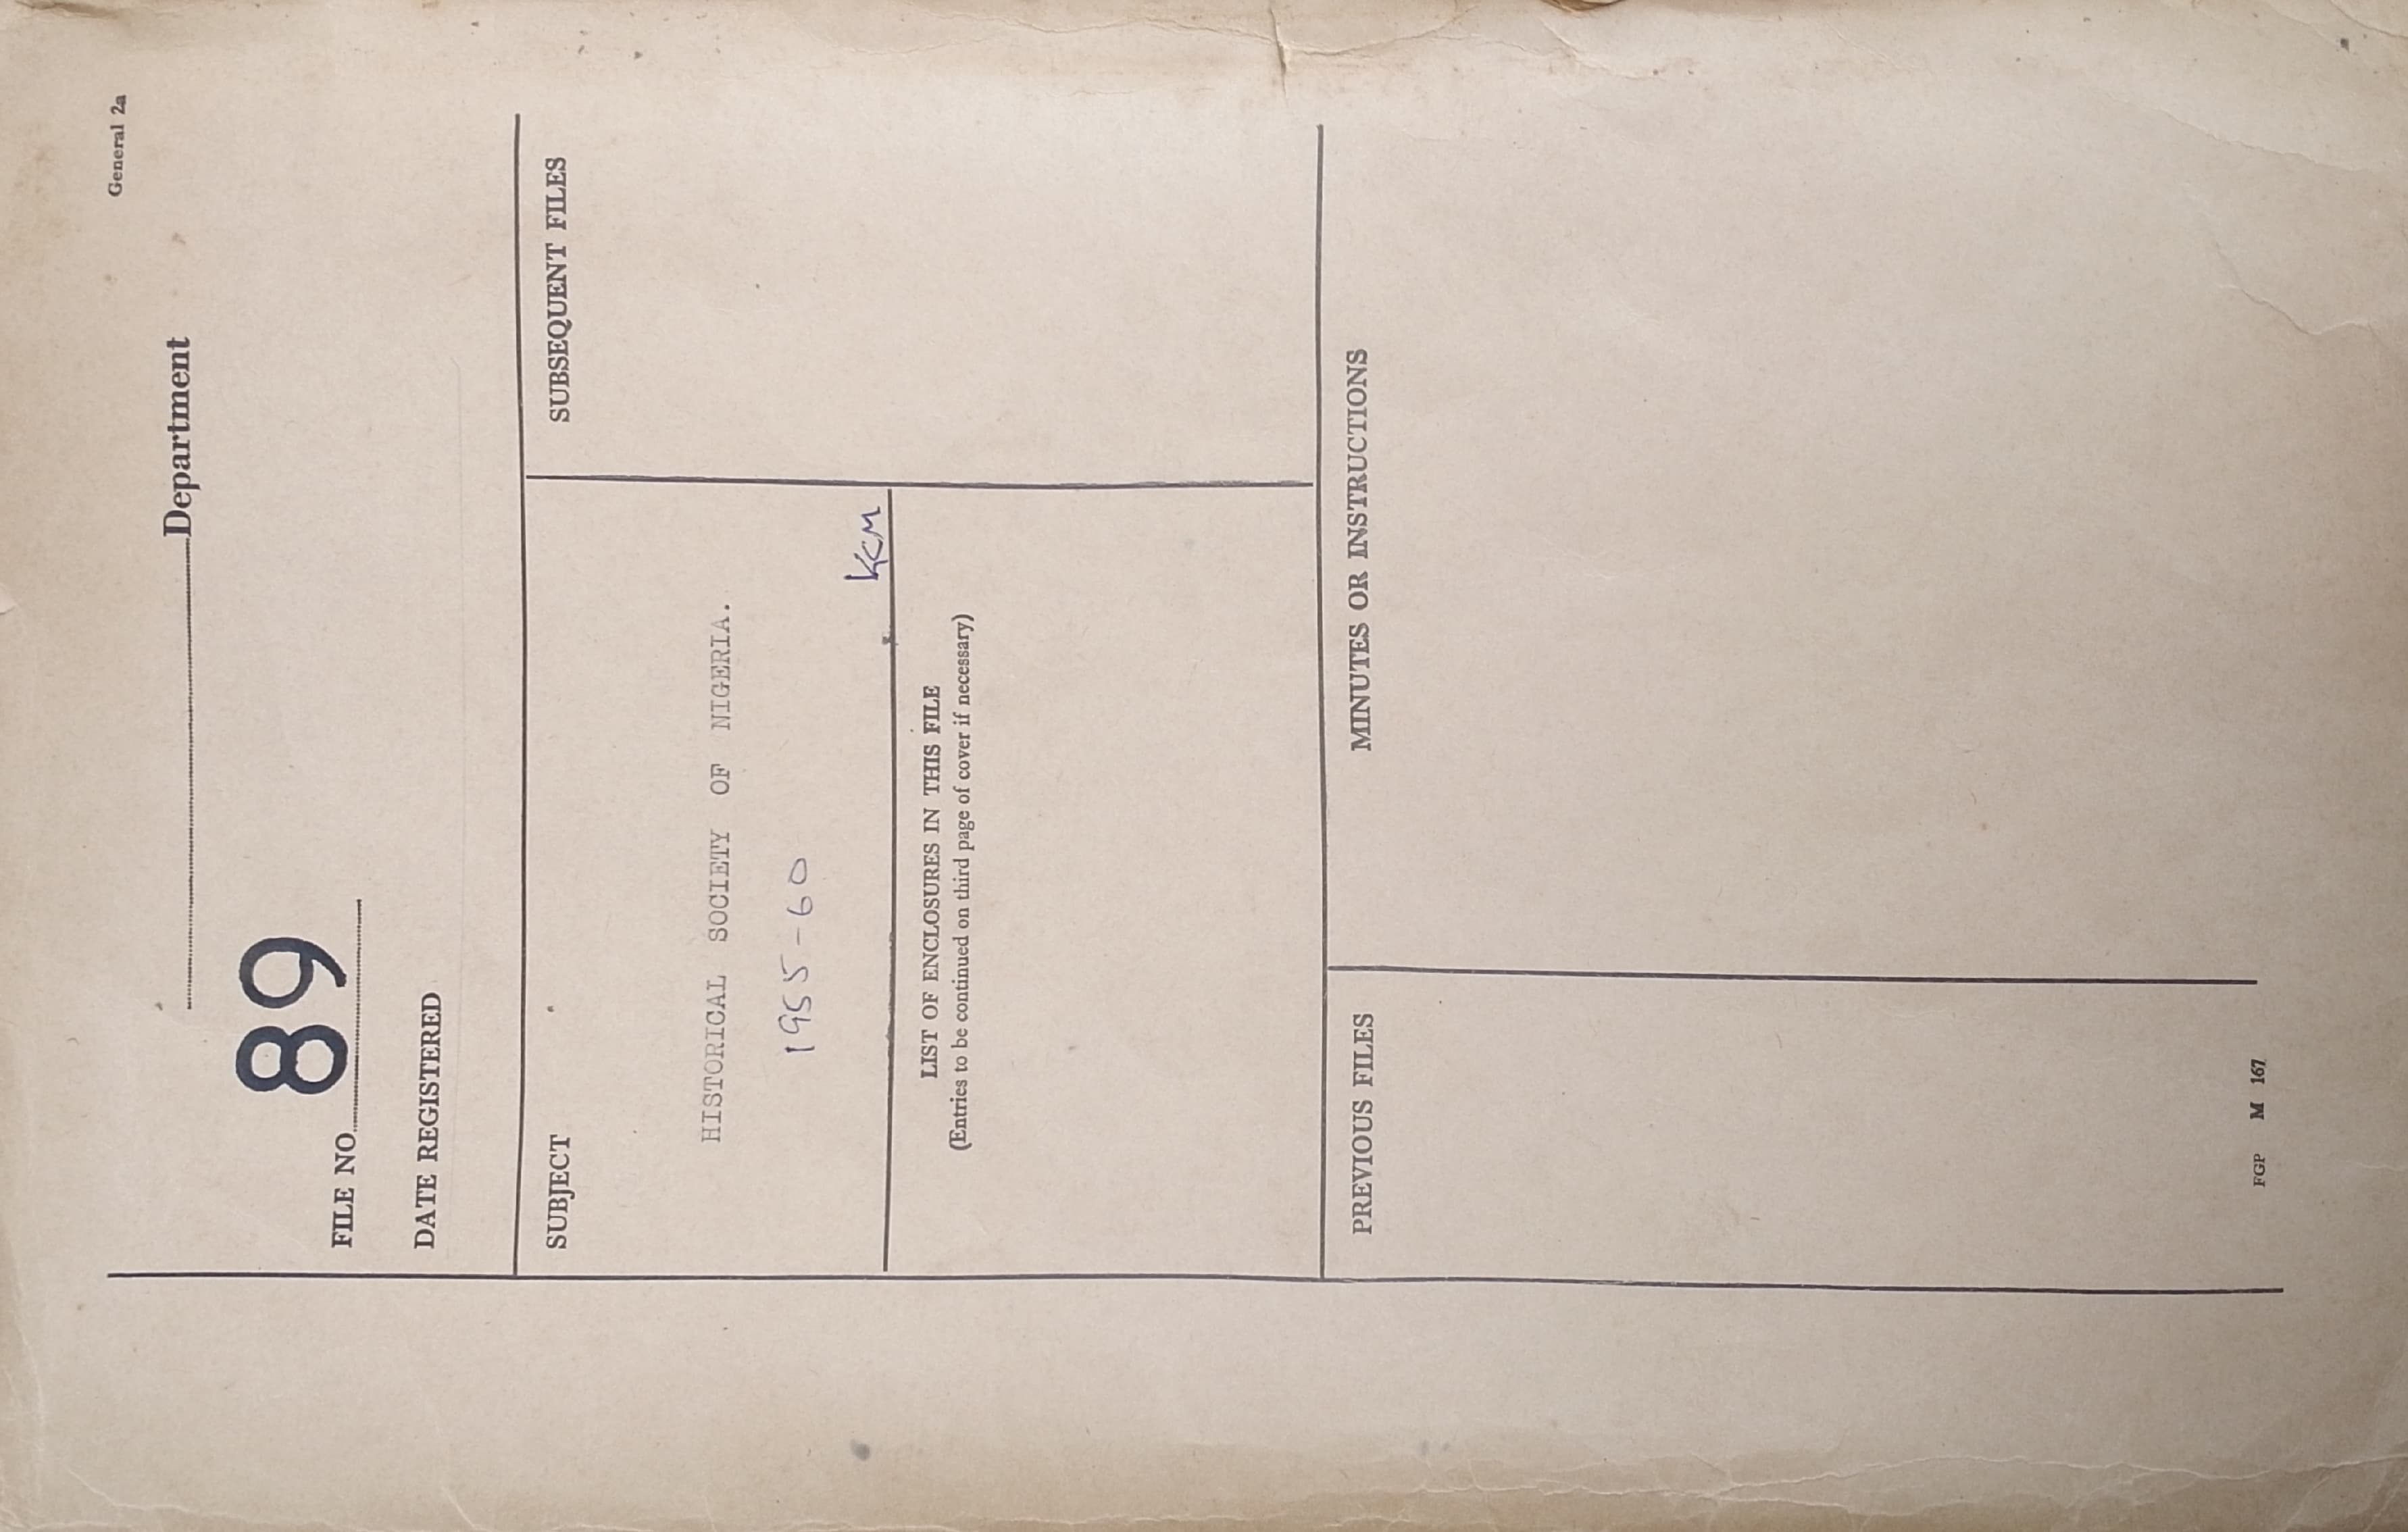 General 2a
Department
FILE NO. 89
DATE REGISTERED
SUBJECT
HISTORICAL SOCIETY OF NIGERIA.
1955-60
KCM
SUBSEQUENT FILES
LIST OF ENCLOSURES IN THIS FILE
(Entries to be continued on third page of cover if necessary)
PREVIOUS FILES
MINUTES OR INSTRUCTIONS
FGP M 167